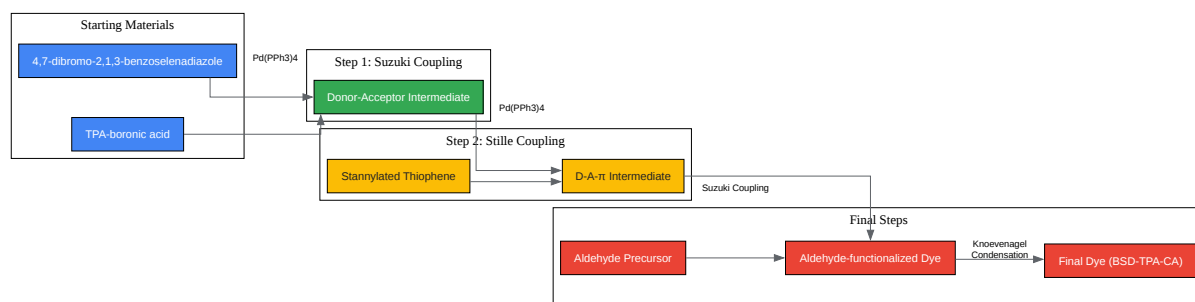 Starting Materials
4,7-dibromo-2,1,3-benzoselenadiazole
TPA-boronic acid
Pd(PPh3)4
Step 1: Suzuki Coupling
Donor-Acceptor Intermediate
Pd(PPh3)4
Step 2: Stille Coupling
Stannylated Thiophene
D-A-π Intermediate
Suzuki Coupling
Final Steps
Aldehyde Precursor
Aldehyde-functionalized Dye
Knoevenagel
Condensation
Final Dye (BSD-TPA-CA)